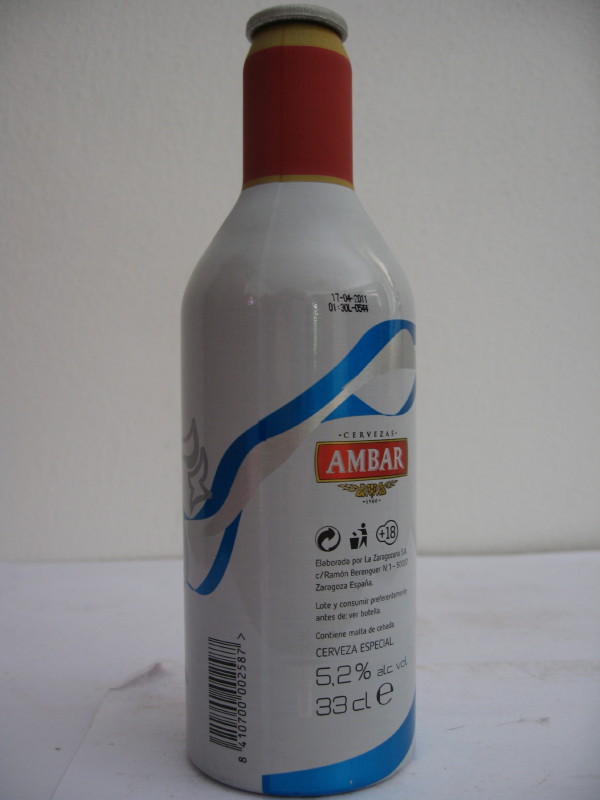 17-04-2011
01:30L-0544
·CERVEZAS·
AMBAR
·1900·
+18
Elaborada por La Zaragozana S.A.
c/Ramón Berenguer N.1 - 50007
Zaragoza España.
Lote y consumir preferentemente
antes de: ver botella.
Contiene malta de cebada
CERVEZA ESPECIAL
5,2% alc vol
33 cl e
8 410700 002587 >